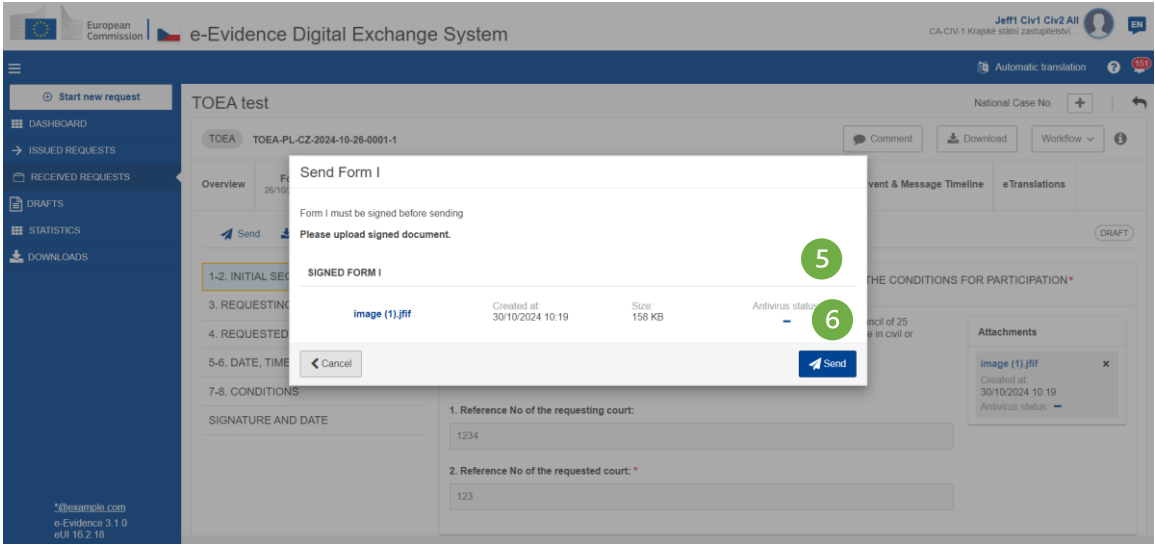 European
Commission
e-Evidence Digital Exchange System
Jeff1 Civ1 Civ2 All
CA-CIV-1 Krajské státní zastupitelství...
EN
Automatic translation
?
151
Start new request
TOEA test
National Case No.
+
DASHBOARD
TOEA
TOEA-PL-CZ-2024-10-26-0001-1
Comment
Download
Workflow
ISSUED REQUESTS
RECEIVED REQUESTS
Overview
26/10/
vent & Message Timeline
eTranslations
DRAFTS
STATISTICS
DOWNLOADS
Send
DRAFT
Send Form I
Form I must be signed before sending
Please upload signed document.
5
SIGNED FORM I
image (1).jfif
Created at:
30/10/2024 10:19
Size:
158 KB
Antivirus status:
6
Cancel
Send
1-2. INITIAL SEC
3. REQUESTING
4. REQUESTED
5-6. DATE, TIME
7-8. CONDITIONS
SIGNATURE AND DATE
THE CONDITIONS FOR PARTICIPATION*
ncil of 25
e in civil or
Attachments
image (1).jfif
x
Created at:
30/10/2024 10:19
Antivirus status:
1. Reference No of the requesting court:
1234
2. Reference No of the requested court: *
123
*@example.com
e-Evidence 3.1.0
eUI 16.2.18